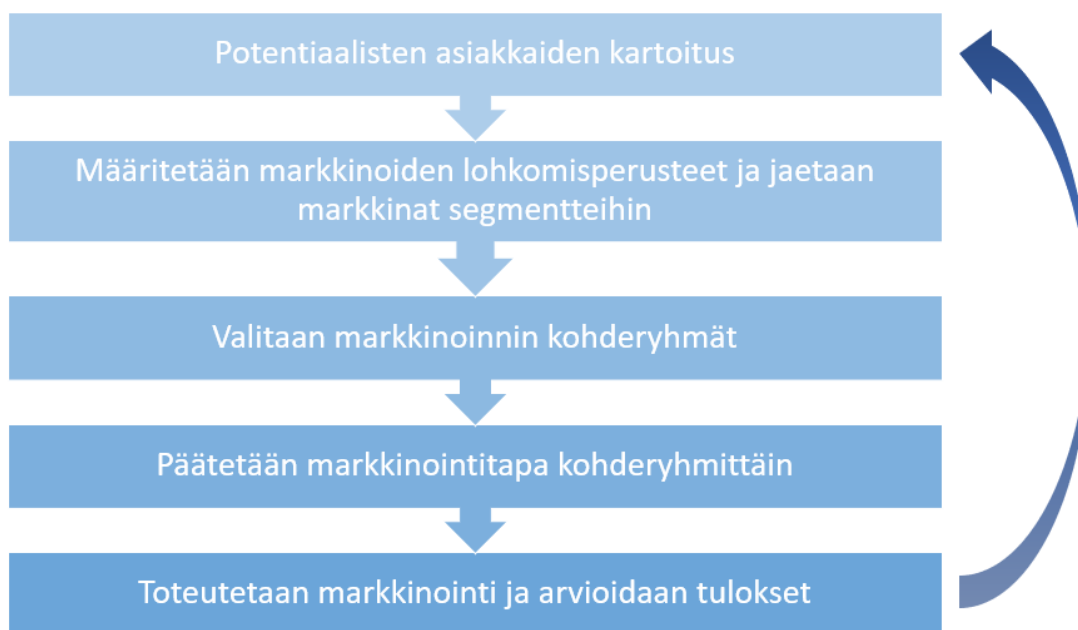 Potentiaalisten asiakkaiden kartoitus
Määritetään markkinoiden lohkomisperusteet ja jaetaan
markkinat segmentteihin
Valitaan markkinoinnin kohderyhmät
Päätetään markkinointitapa kohderyhmittäin
Toteutetaan markkinointi ja arvioidaan tulokset